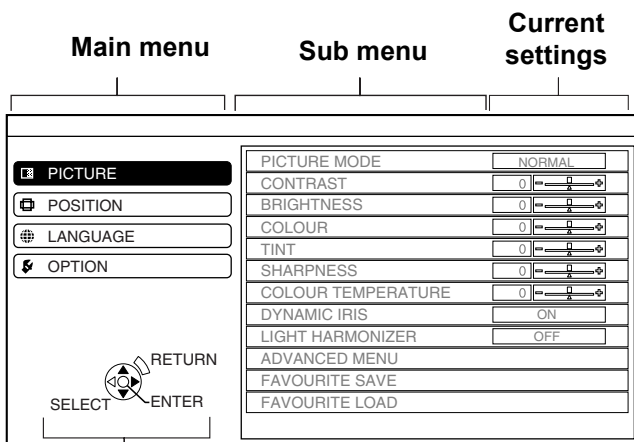 Main menu
Sub menu
Current
settings
PICTURE
POSITION
LANGUAGE
OPTION
PICTURE MODE NORMAL
CONTRAST 0
BRIGHTNESS 0
COLOUR 0
TINT 0
SHARPNESS 0
COLOUR TEMPERATURE 0
DYNAMIC IRIS ON
LIGHT HARMONIZER OFF
ADVANCED MENU
FAVOURITE SAVE
FAVOURITE LOAD
RETURN
SELECT ENTER